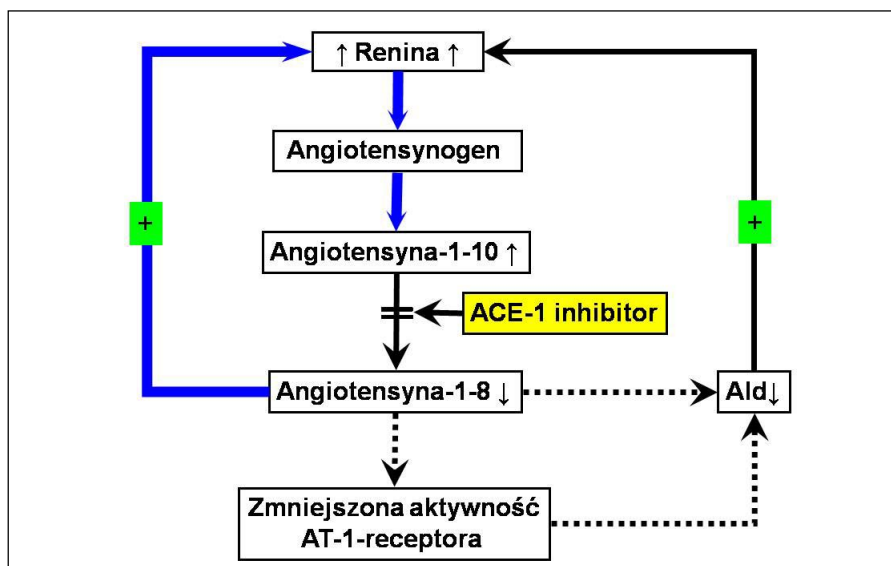 ↑ Renina ↑
Angiotensynogen
+
+
Angiotensyna-1-10 ↑
ACE-1 inhibitor
Angiotensyna-1-8 ↓
Ald↓
Zmniejszona aktywność
AT-1-receptora